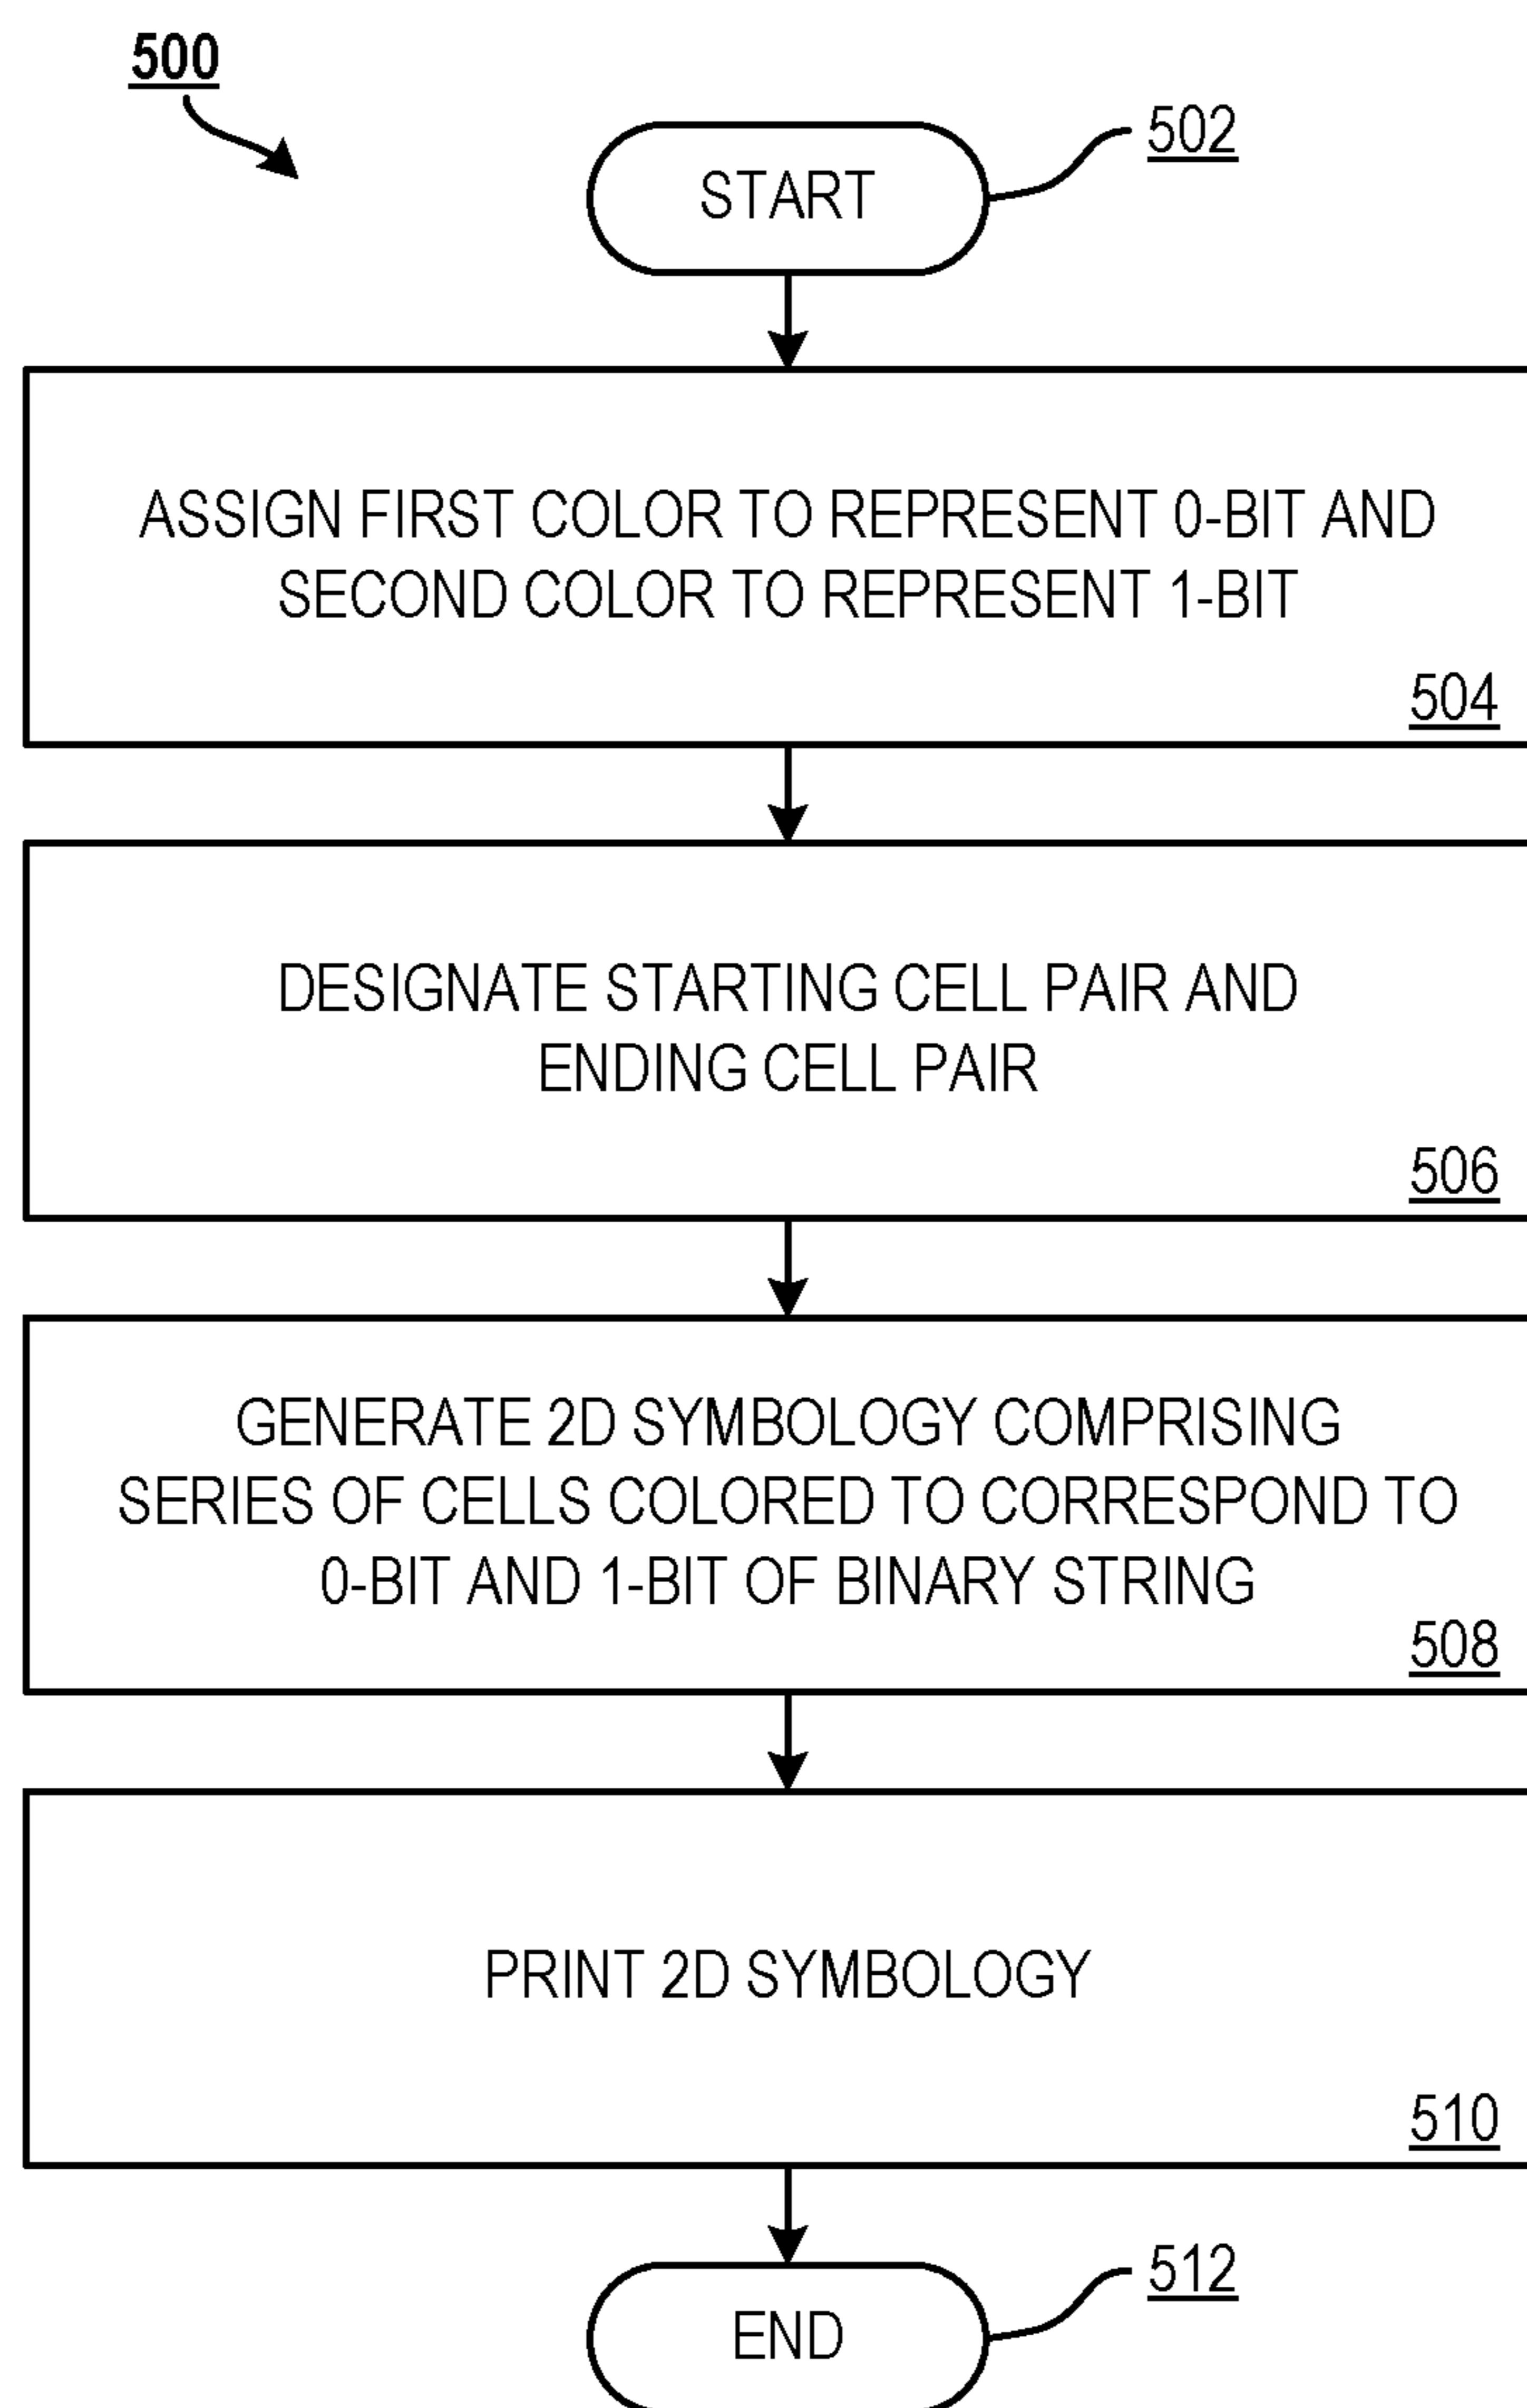 500
502
START
ASSIGN FIRST COLOR TO REPRESENT 0-BIT AND
SECOND COLOR TO REPRESENT 1-BIT
504
DESIGNATE STARTING CELL PAIR AND
ENDING CELL PAIR
506
GENERATE 2D SYMBOLOGY COMPRISING
SERIES OF CELLS COLORED TO CORRESPOND TO
0-BIT AND 1-BIT OF BINARY STRING
508
PRINT 2D SYMBOLOGY
510
512
END